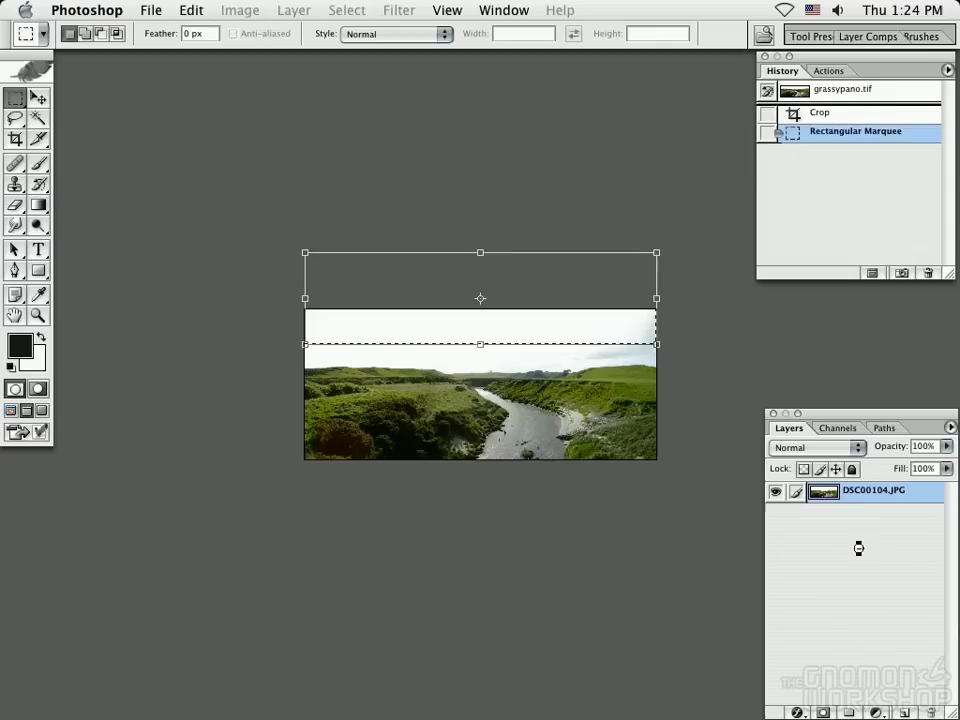 Photoshop File Edit Image Layer Select Filter View Window Help Thu 1:24 PM
Feather: 0 px Anti-aliased Style: Normal Width: Height: Tool Pres Layer Comps Brushes
History Actions
grassypano.tif
Crop
Rectangular Marquee
T
Layers Channels Paths
Normal Opacity: 100%
Lock: Fill: 100%
DSC00104.JPG
THE GNOMON WORKSHOP